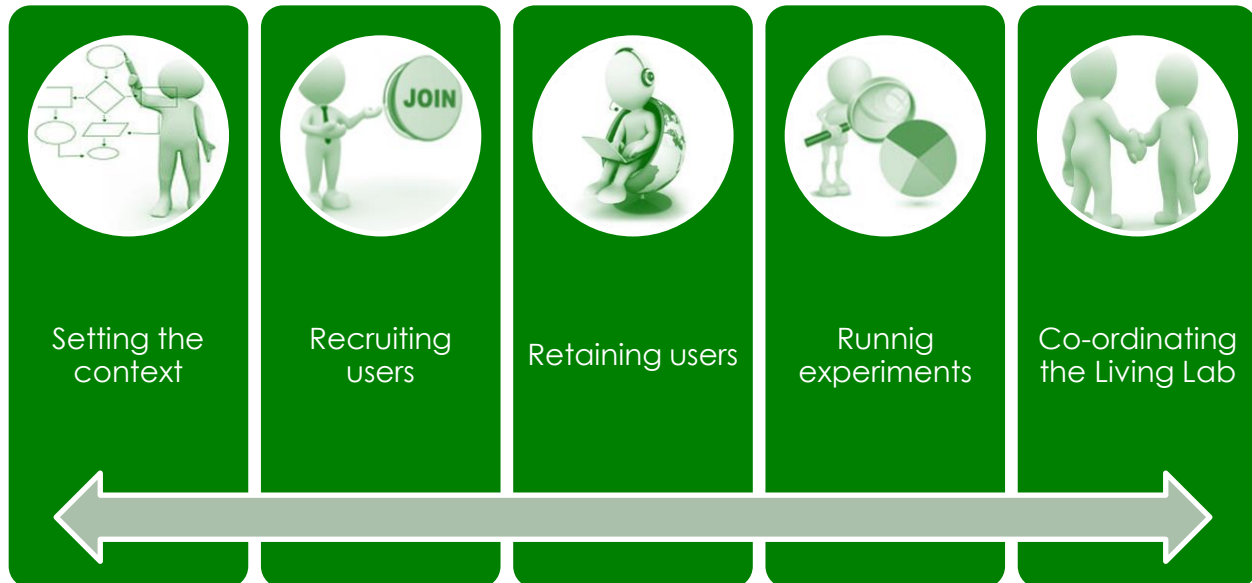 JOIN
Setting the
context
Recruiting
users
Retaining users
Runnig
experiments
Co-ordinating
the Living Lab